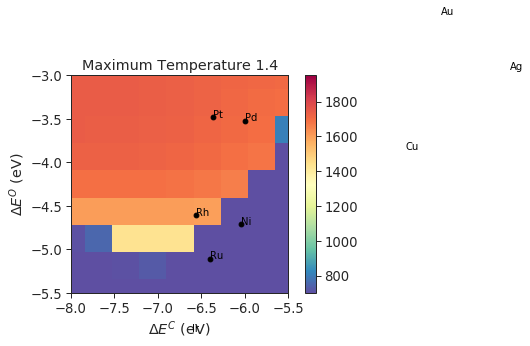 Au
Ag
Maximum Temperature 1.4
−3.0
−3.5
−4.0
−4.5
−5.0
−5.5
ΔE^O (eV)
Pt
Pd
Cu
Rh
Ni
Ru
1800
1600
1400
1200
1000
800
−8.0 −7.5 −7.0 −6.5 −6.0 −5.5
ΔE^C (eV)
Ir